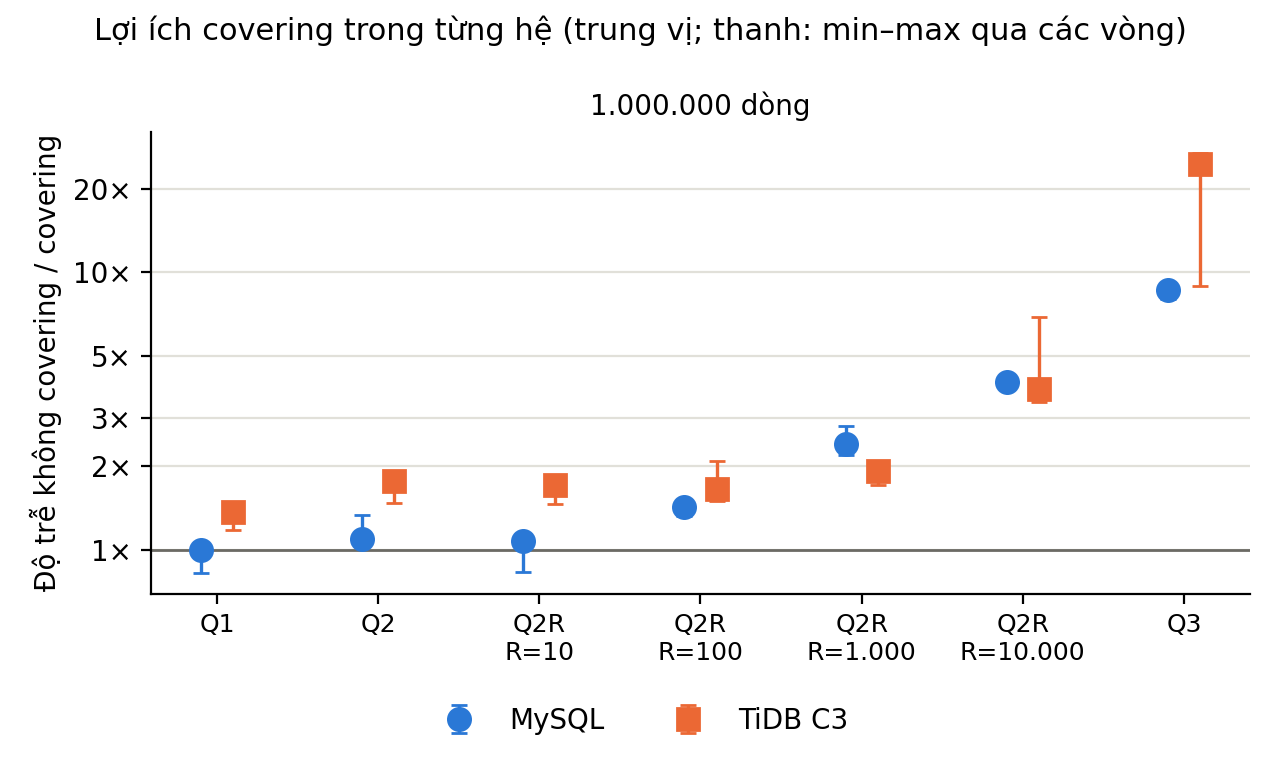 Lợi ích covering trong từng hệ (trung vị; thanh: min–max qua các vòng)
1.000.000 dòng
Độ trễ không covering / covering
20×
10×
5×
3×
2×
1×
Q1
Q2
Q2R
R=10
Q2R
R=100
Q2R
R=1.000
Q2R
R=10.000
Q3
MySQL
TiDB C3